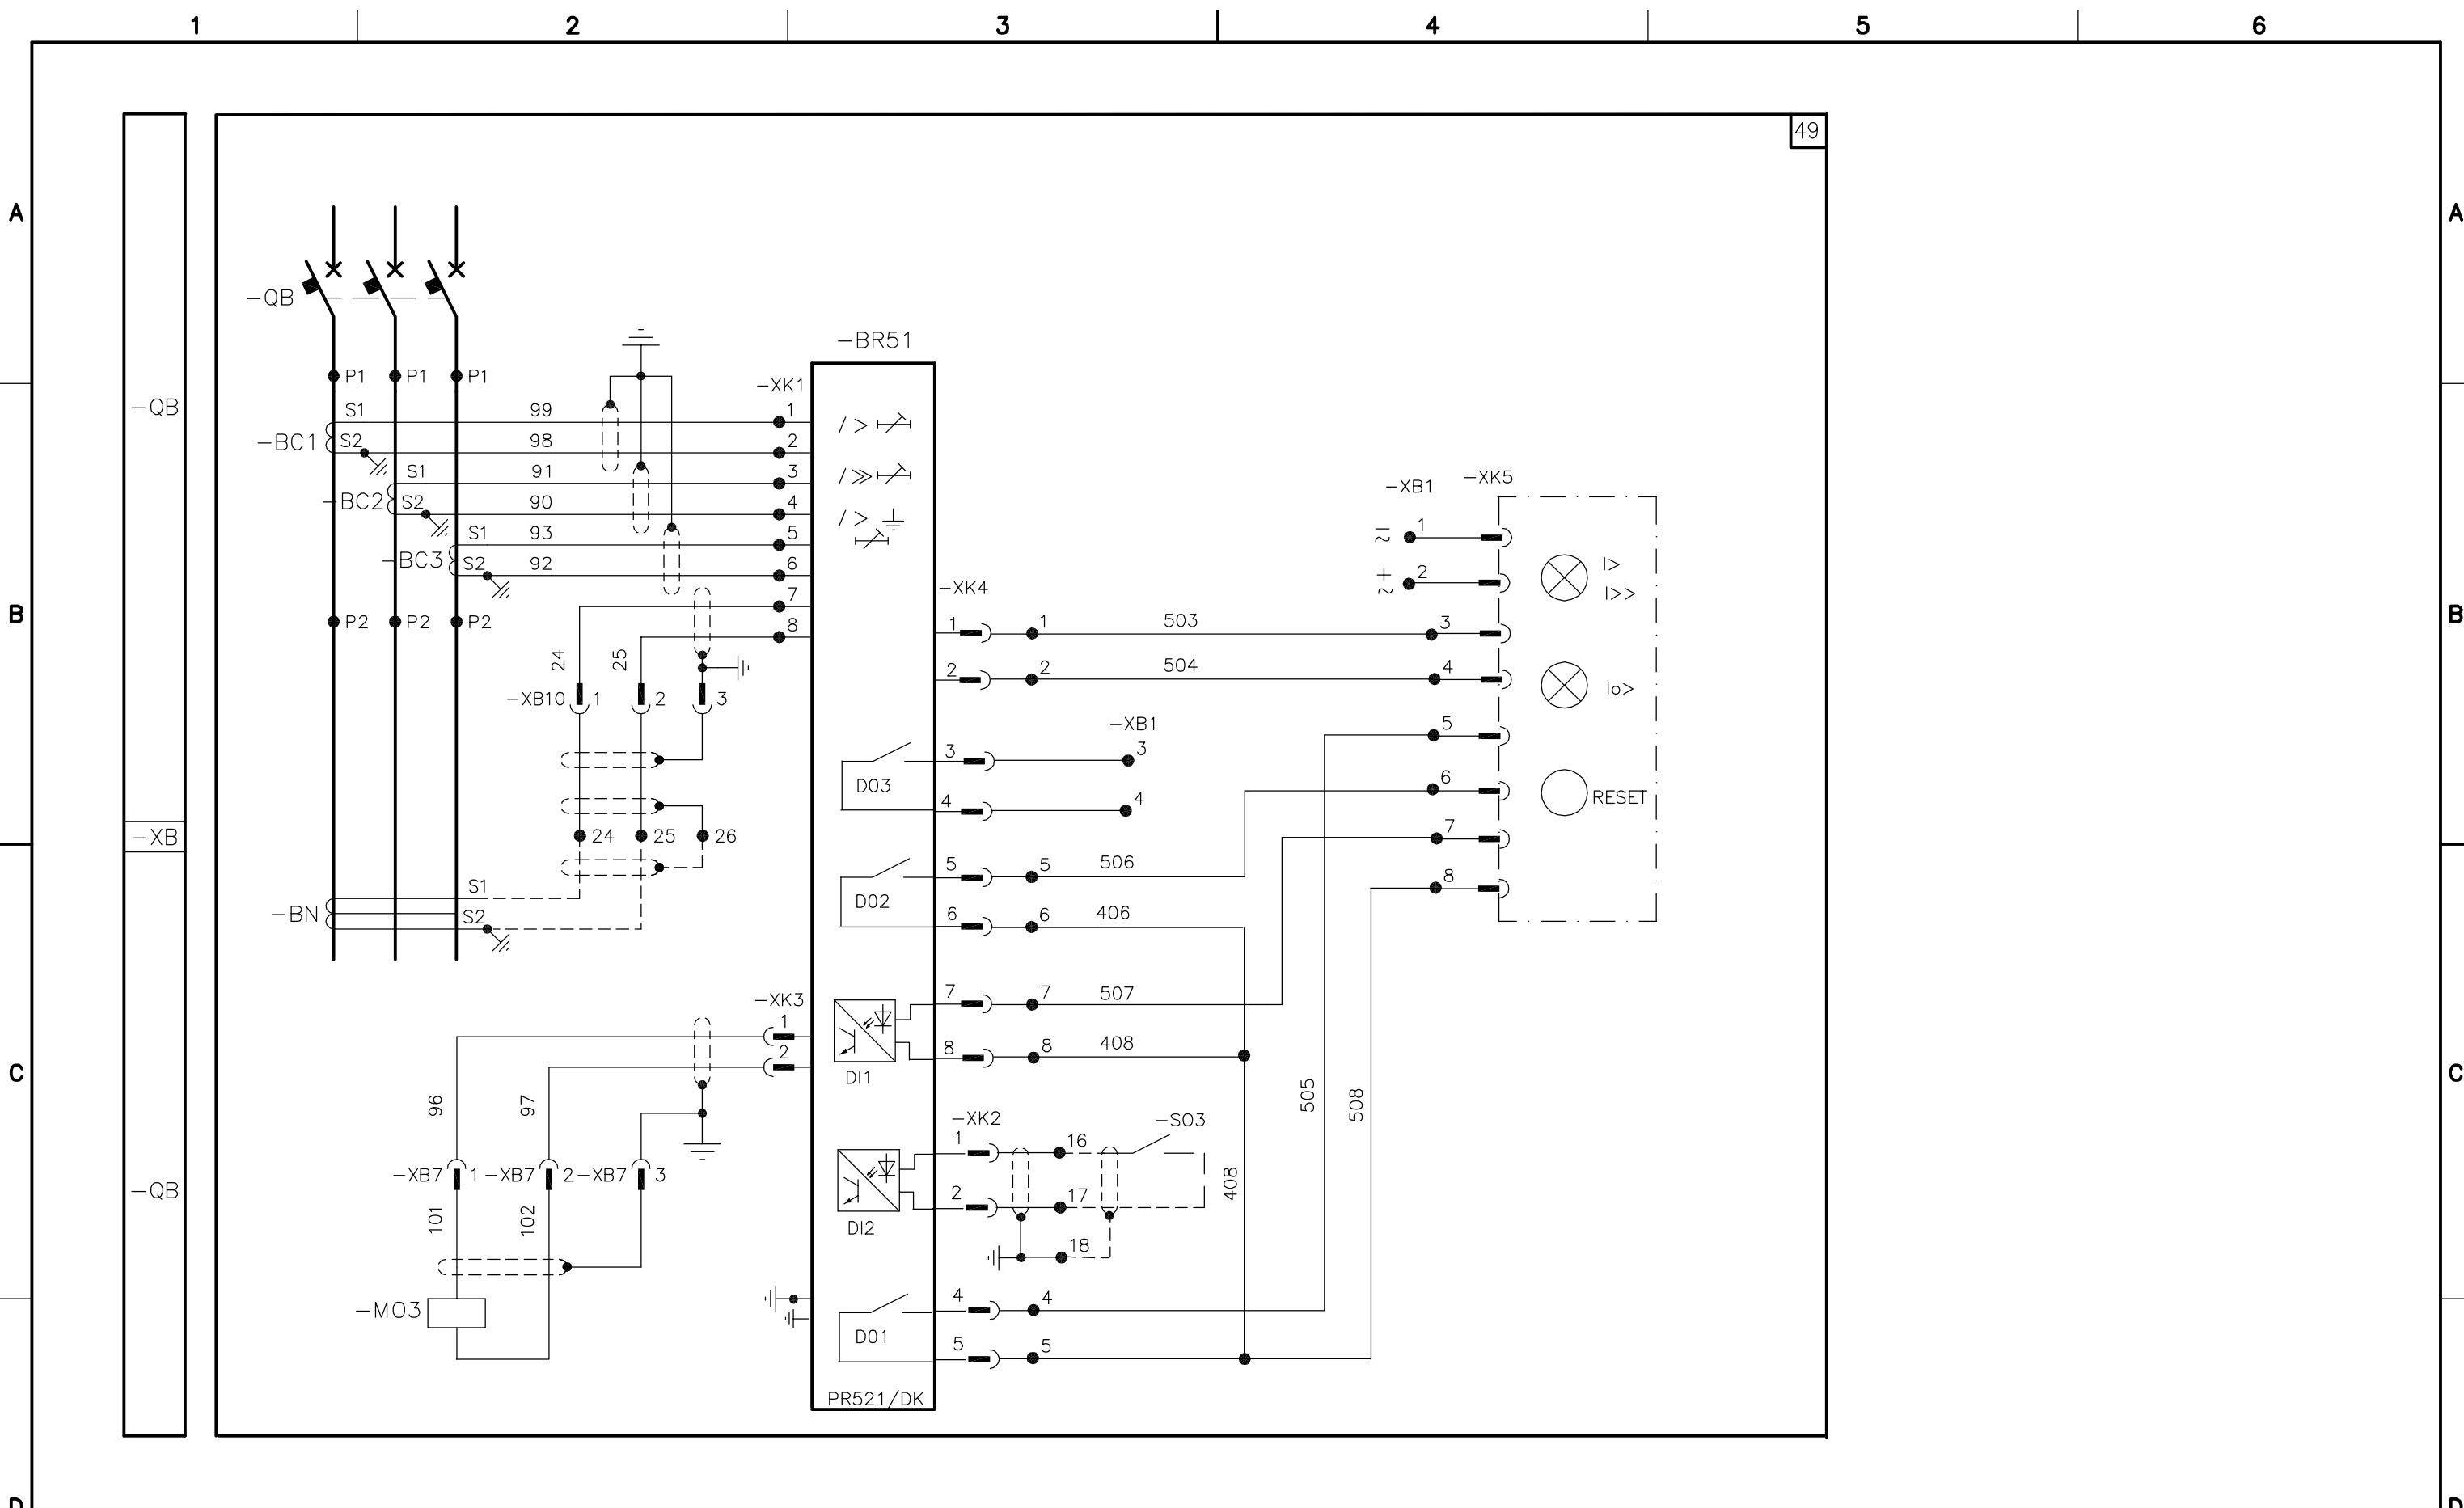 1 2 3 4 5 6
49
A A
-QB
-BR51
-XK1
P1 P1 P1
-QB
S1 99 1
-BC1 S2 98 2 / >
S1 91 3
-BC2 S2 90 4 / >>
S1 93 5 / >
-BC3 S2 92 6
-XB1 -XK5
1
I>
+ 2
I>>
-XK4
7
8
B B
P2 P2 P2
1 1 503 3
24 25
2 2 504 4
Io>
-XB10 1 2 3
-XB1
5
3 3
D03
6
4 4
RESET
-XB
24 25 26
7
5 5 506
8
D02
S1
-BN S2
6 6 406
-XK3
7 7 507
1
2
8 8 408
DI1
C C
96 97
505 508
-XK2 -S03
1 16
-XB7 1 -XB7 2 -XB7 3
408
-QB
2 17
101 102
DI2
18
4 4
-M03
D01
5 5
PR521/DK
D D